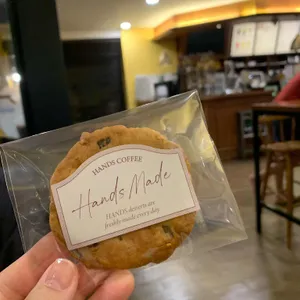 HANDS COFFEE
Hands Made
HANDS desserts are
freshly made every day.